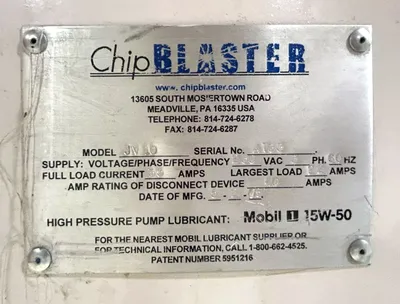 ChipBLASTER
www.chipblaster.com
13605 SOUTH MOSIERTOWN ROAD
MEADVILLE, PA 16335 USA
TELEPHONE: 814-724-6278
FAX: 814-724-6287
MODEL SERIAL No.
SUPPLY: VOLTAGE/PHASE/FREQUENCY PH. HZ
FULL LOAD CURRENT AMPS LARGEST LOAD AMPS
AMP RATING OF DISCONNECT DEVICE AMPS
DATE OF MFG.
HIGH PRESSURE PUMP LUBRICANT: Mobil 1 15W-50
FOR THE NEAREST MOBIL LUBRICANT SUPPLIER OR
FOR TECHNICAL INFORMATION, CALL 1-800-662-4525.
PATENT NUMBER 5951216